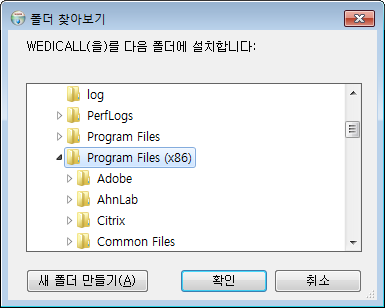 폴더 찾아보기
WEDICALL(을)를 다음 폴더에 설치합니다:
log
PerfLogs
Program Files
Program Files (x86)
Adobe
AhnLab
Citrix
Common Files
새 폴더 만들기(A) 확인 취소